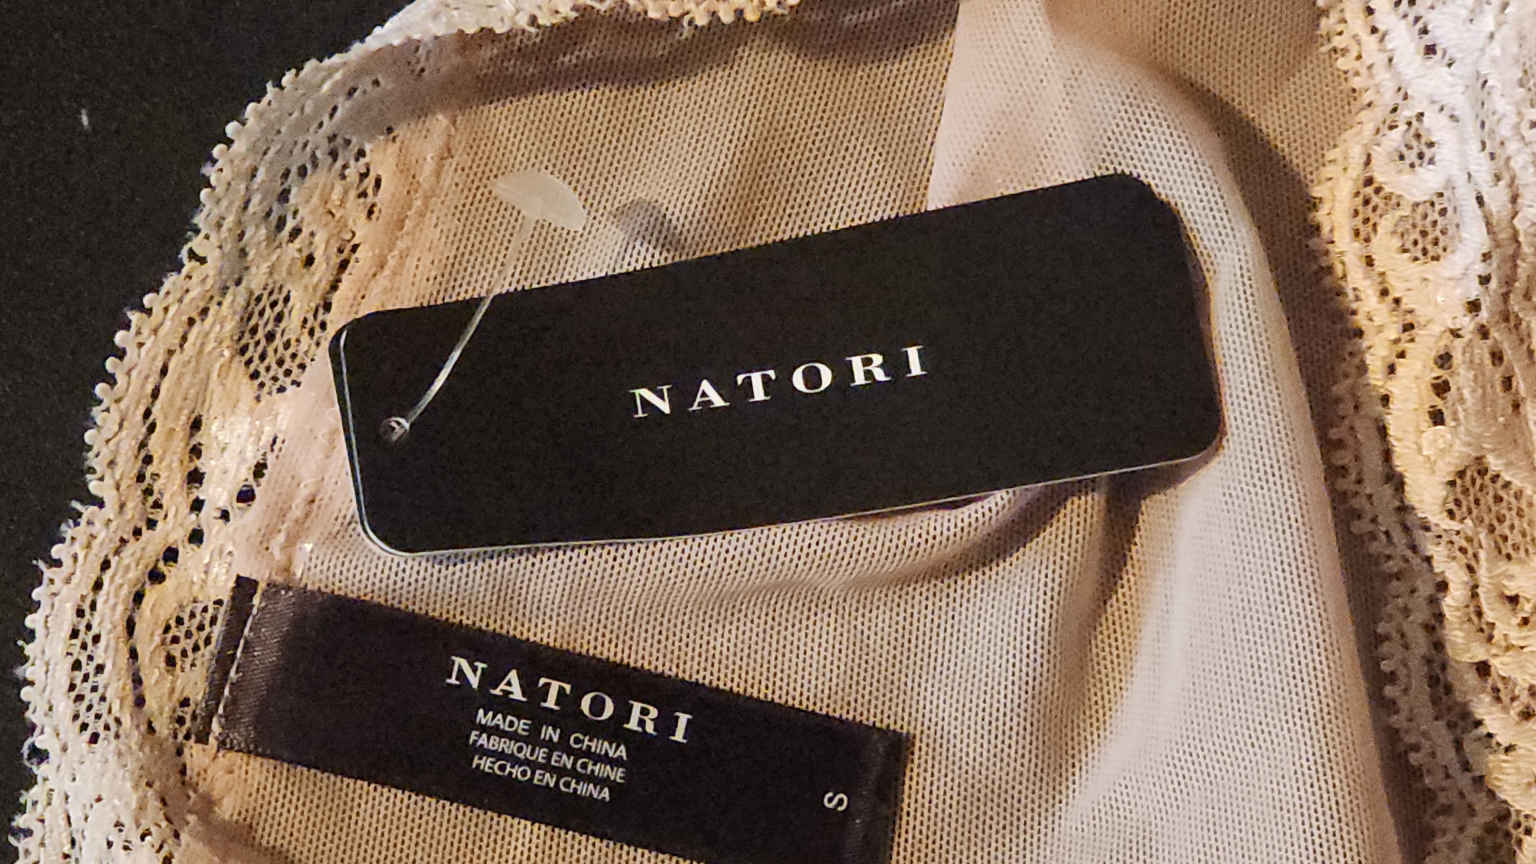 NATORI
NATORI
MADE IN CHINA
FABRIQUE EN CHINE
HECHO EN CHINA
S